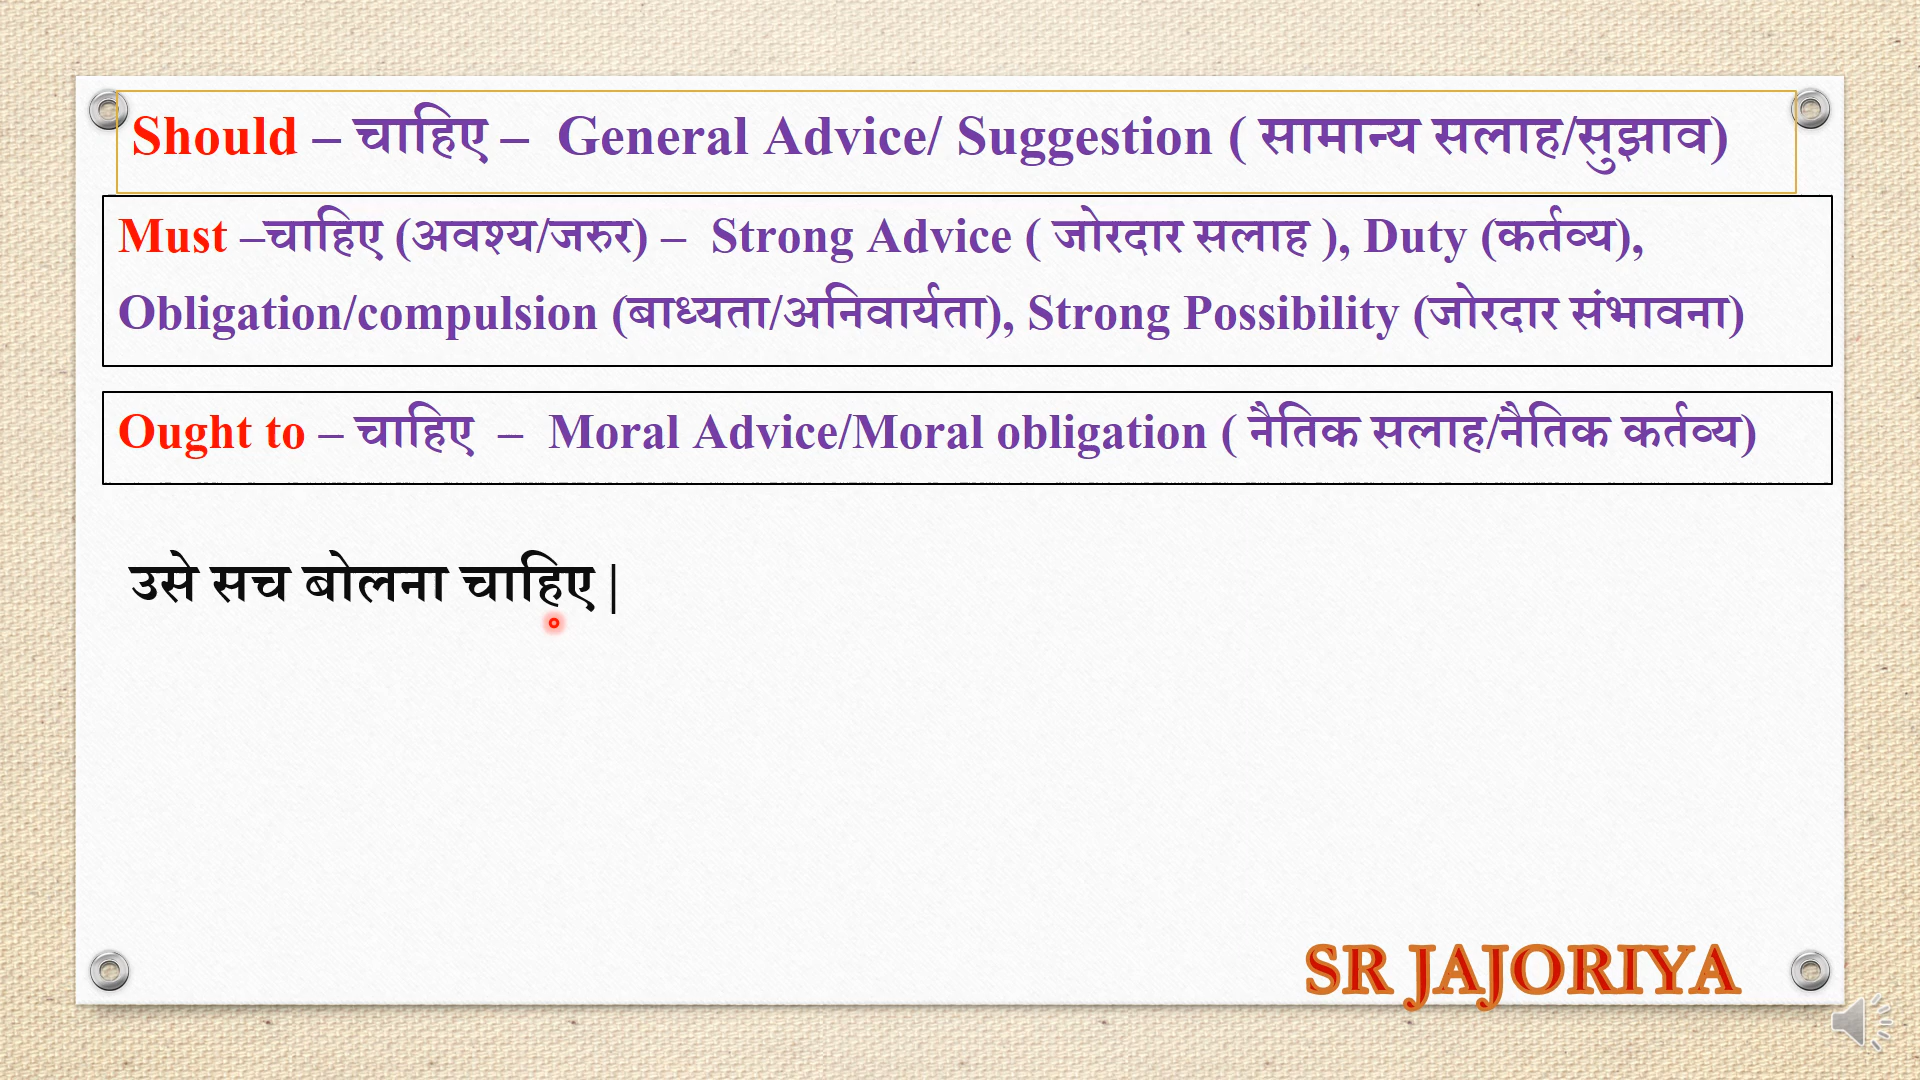 Should – चाहिए – General Advice/ Suggestion ( सामान्य सलाह/सुझाव)
Must –चाहिए (अवश्य/जरुर) – Strong Advice ( जोरदार सलाह ), Duty (कर्तव्य),
Obligation/compulsion (बाध्यता/अनिवार्यता), Strong Possibility (जोरदार संभावना)
Ought to – चाहिए – Moral Advice/Moral obligation ( नैतिक सलाह/नैतिक कर्तव्य)
उसे सच बोलना चाहिए |
SR JAJORIYA